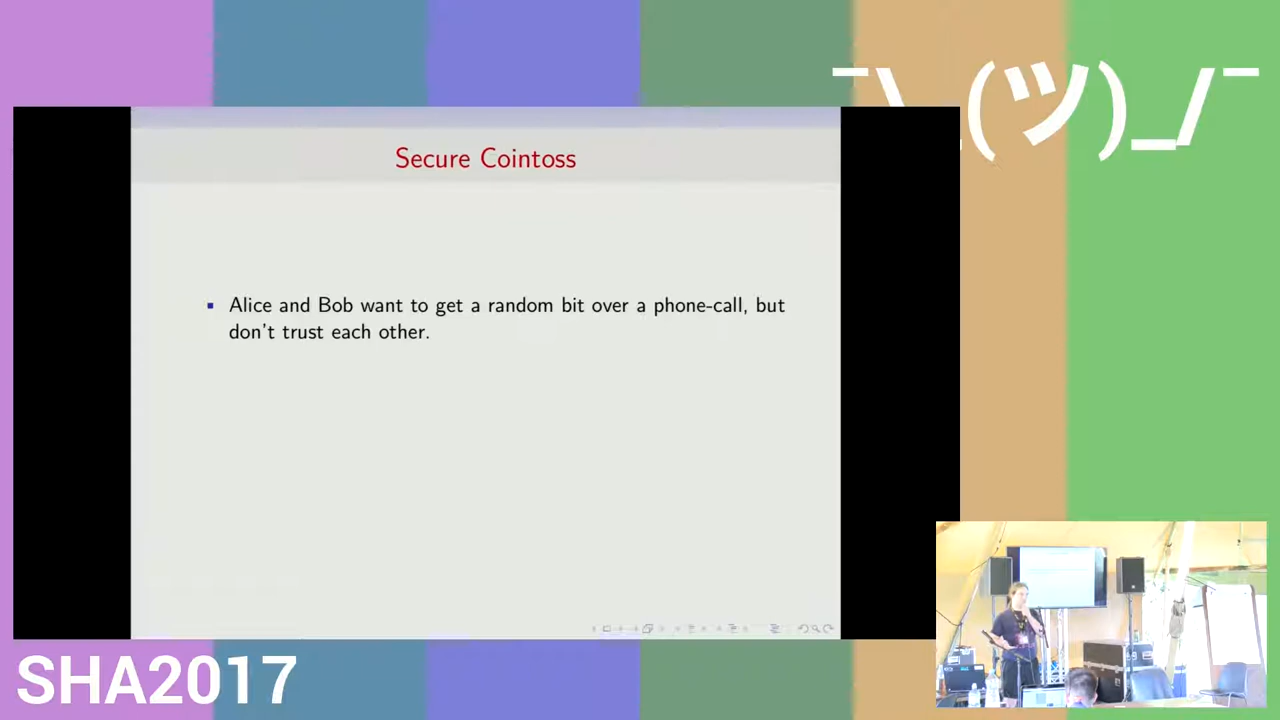 ¯\_(ツ)_/¯
Secure Cointoss
Alice and Bob want to get a random bit over a phone-call, but
don't trust each other.
SHA2017